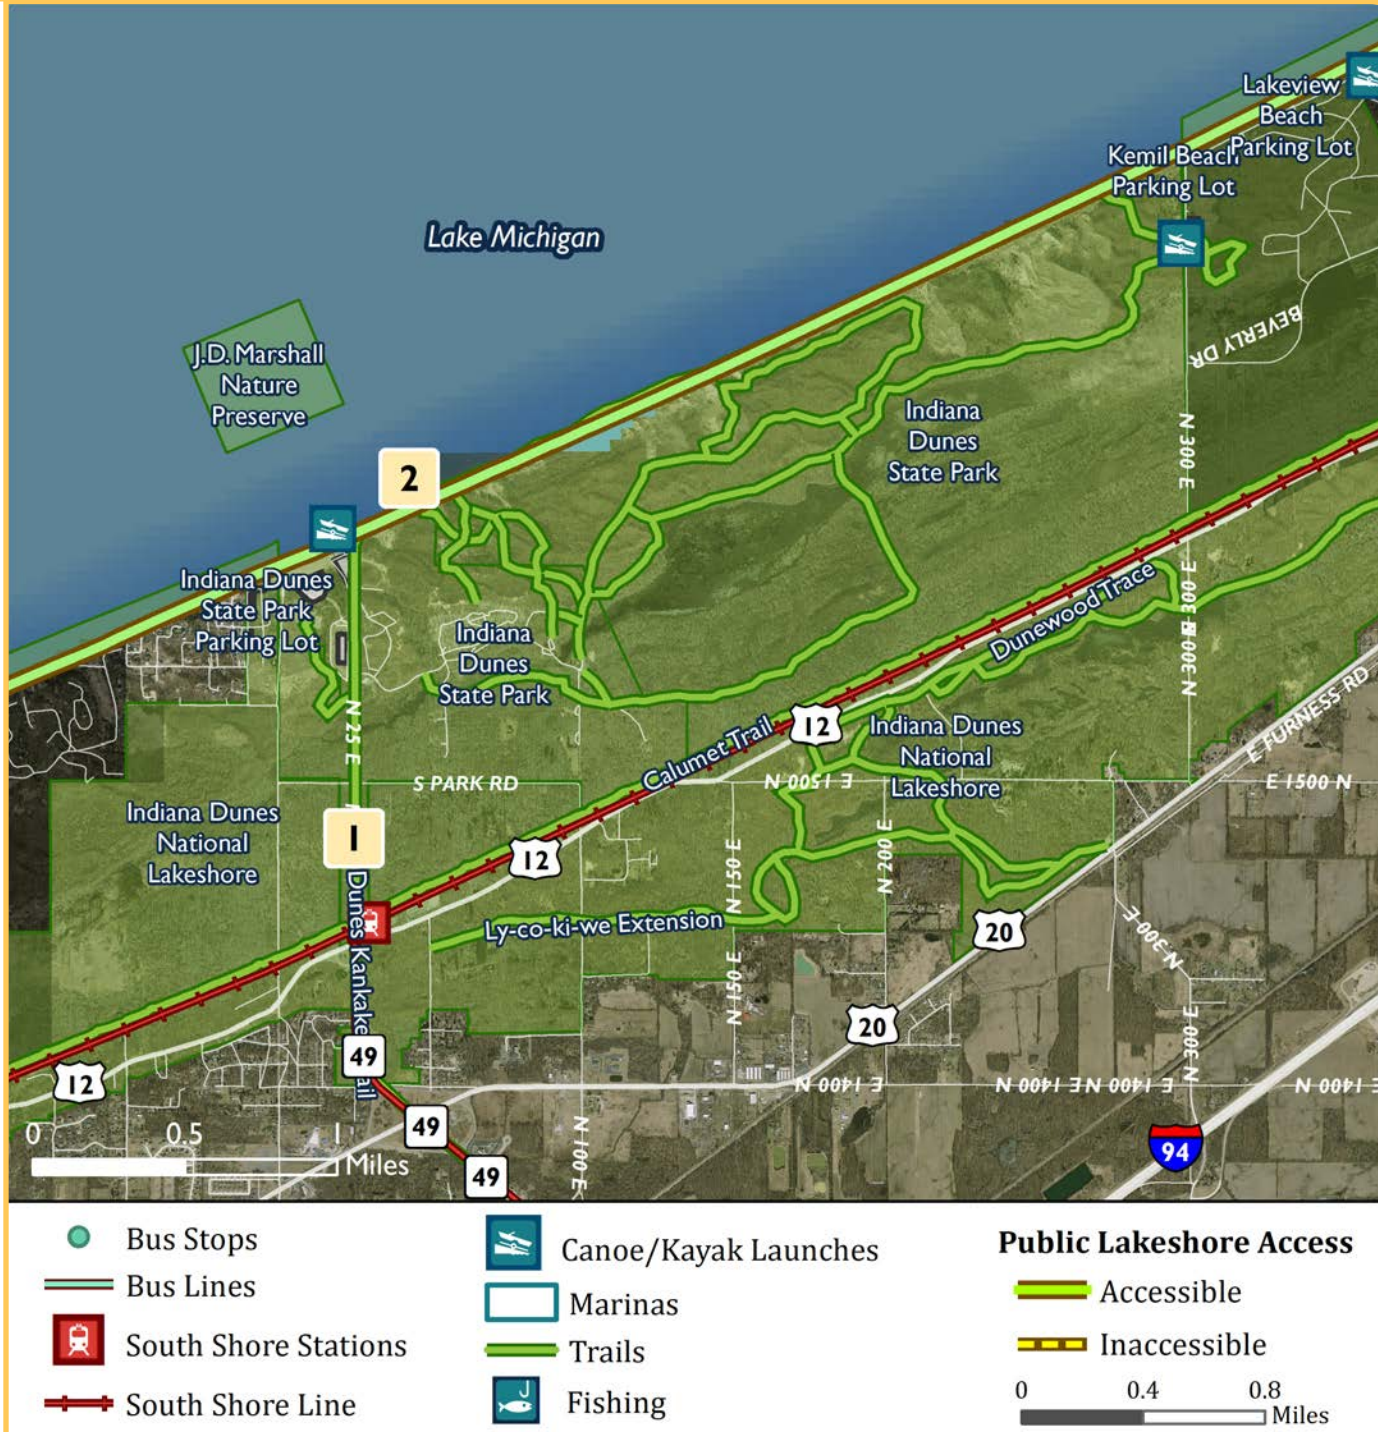 Lakeview
Beach
Parking Lot
Kemil Beach
Parking Lot
Lake Michigan
J.D. Marshall
Nature
Preserve
BEVERLY DR
Indiana
Dunes
State Park
N 300 E
2
Indiana Dunes
State Park
Parking Lot
Indiana
Dunes
State Park
Dunewood Trace
N 300 E
N 300 E
N 25 E
12
Calumet Trail
Indiana Dunes
National
Lakeshore
E FURNESS RD
S PARK RD
E 1500 N
E 1500 N
Indiana Dunes
National
Lakeshore
1
12
N 150 E
N 200 E
Ly-co-ki-we Extension
20
N 300 E
Dunes Kankakee Trail
N 150 E
20
49
12
N 300 E
E 1400 N
E 1400 N
E 1400 N
E 1400 N
49
N 100 E
94
49
0 0.5 1
Miles
Bus Stops
Bus Lines
South Shore Stations
South Shore Line
Canoe/Kayak Launches
Marinas
Trails
Fishing
Public Lakeshore Access
Accessible
Inaccessible
0 0.4 0.8
Miles